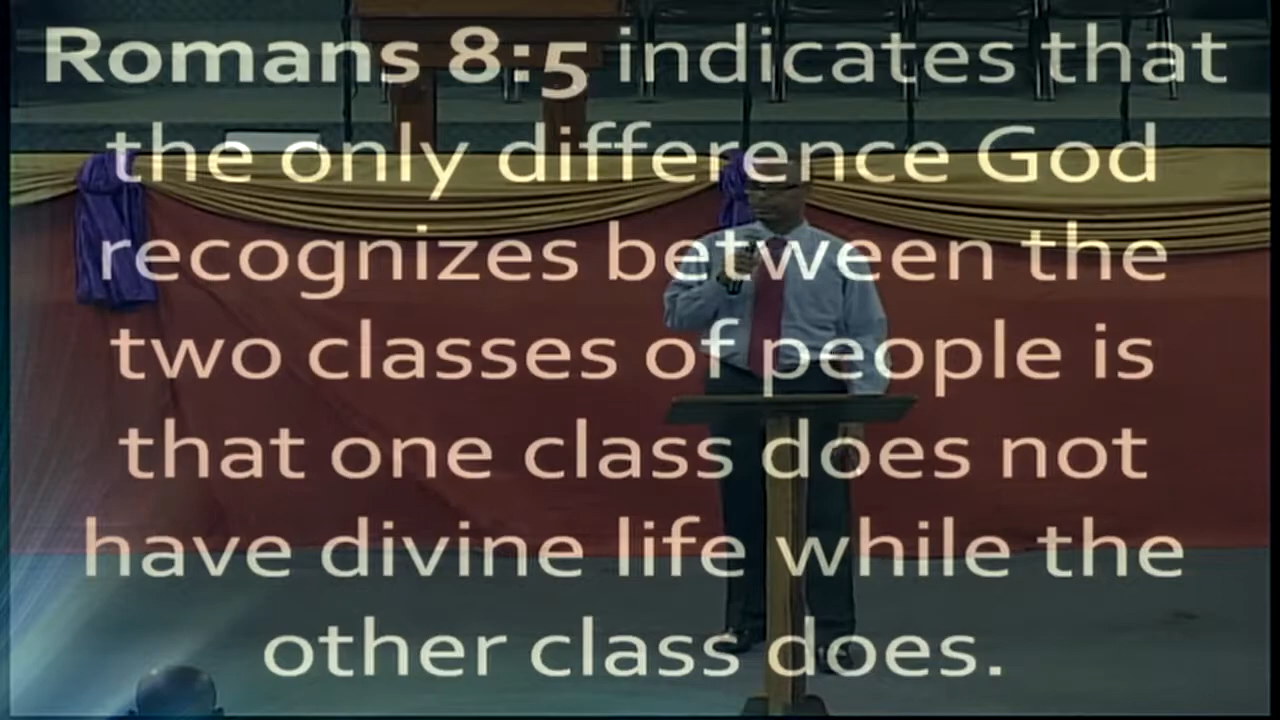 Romans 8:5 indicates that
the only difference God
recognizes between the
two classes of people is
that one class does not
have divine life while the
other class does.